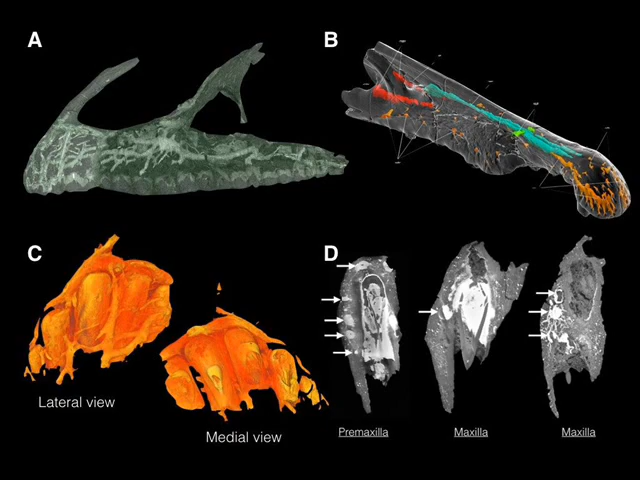 A
B
C
D
Lateral view
Medial view
Premaxilla
Maxilla
Maxilla